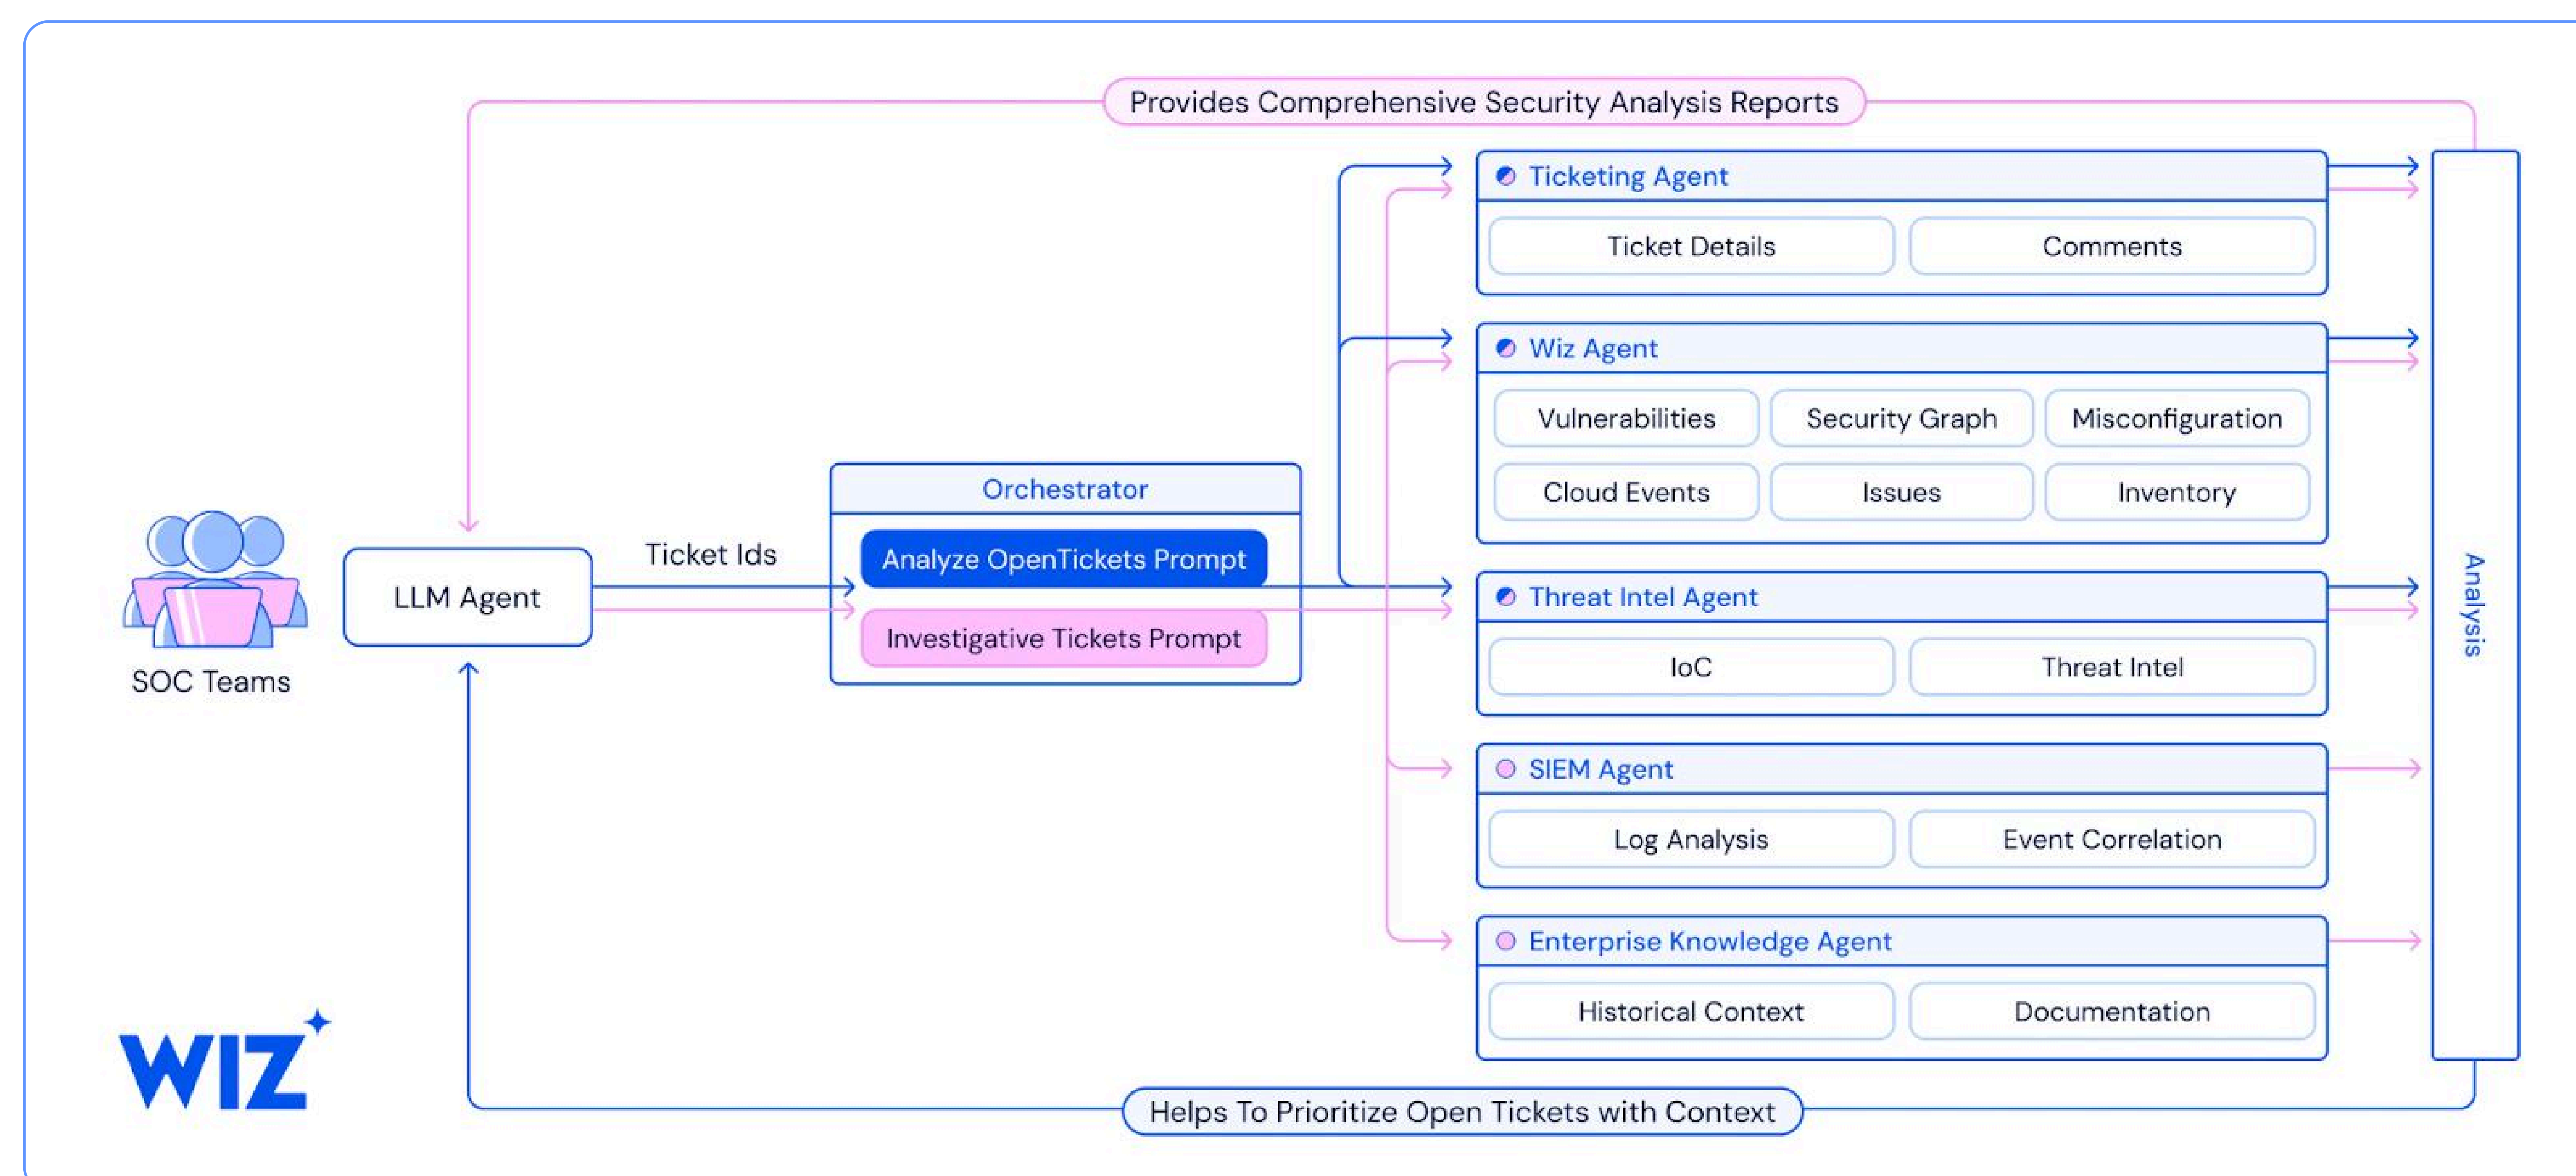 Provides Comprehensive Security Analysis Reports
Ticketing Agent
Ticket Details
Comments
Wiz Agent
Vulnerabilities
Security Graph
Misconfiguration
Cloud Events
Issues
Inventory
Orchestrator
Analyze OpenTickets Prompt
Investigative Tickets Prompt
Ticket Ids
LLM Agent
SOC Teams
Threat Intel Agent
IoC
Threat Intel
SIEM Agent
Log Analysis
Event Correlation
Enterprise Knowledge Agent
Historical Context
Documentation
Analysis
WIZ
Helps To Prioritize Open Tickets with Context